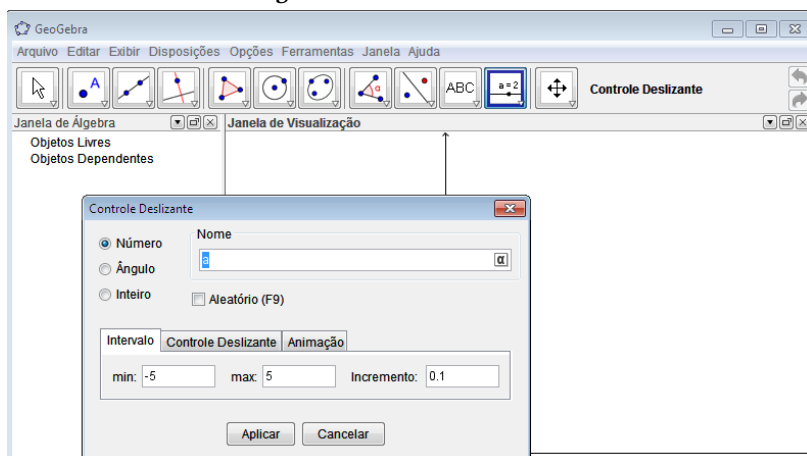 GeoGebra
Arquivo Editar Exibir Disposições Opções Ferramentas Janela Ajuda
A α ABC a = 2 Controle Deslizante
Janela de Álgebra Janela de Visualização
Objetos Livres
Objetos Dependentes
Controle Deslizante
Número
Ângulo
Inteiro
Nome
a α
Aleatório (F9)
Intervalo Controle Deslizante Animação
min: -5 max: 5 Incremento: 0.1
Aplicar Cancelar